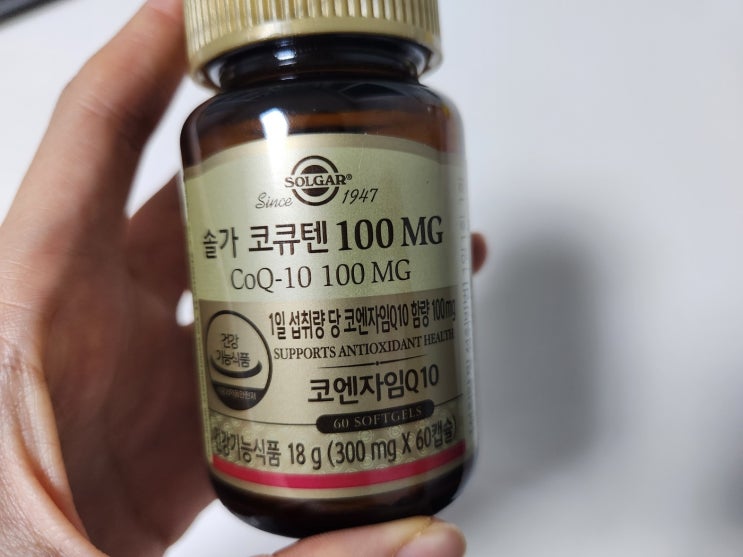 SOLGAR®
Since 1947
솔가 코큐텐 100 MG
CoQ-10 100 MG
1일 섭취량 당 코엔자임Q10 함량 100mg
SUPPORTS ANTIOXIDANT HEALTH
건강
기능식품
코엔자임Q10
60 SOFTGELS
건강기능식품 18 g (300 mg X 60캡슐)